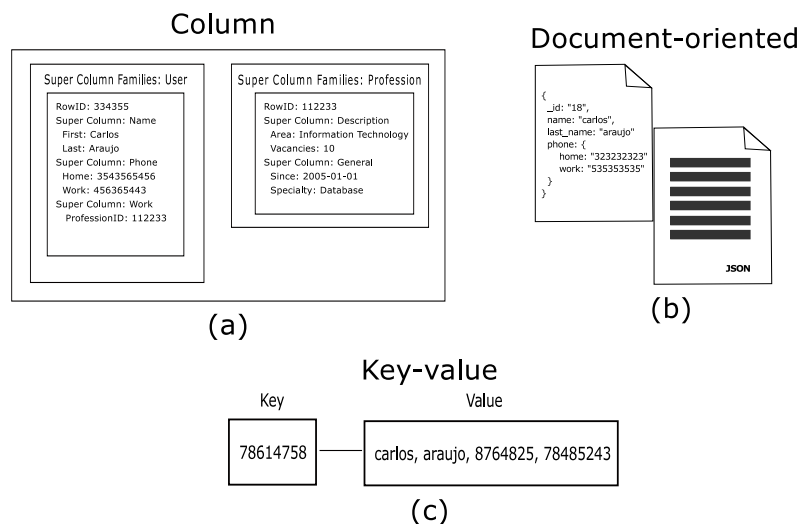 Column
Super Column Families: User
RowID: 334355
Super Column: Name
First: Carlos
Last: Araujo
Super Column: Phone
Home: 3543565456
Work: 456365443
Super Column: Work
ProfessionID: 112233
Super Column Families: Profession
RowID: 112233
Super Column: Description
Area: Information Technology
Vacancies: 10
Super Column: General
Since: 2005-01-01
Specialty: Database
(a)
Document-oriented
{
_id: "18",
name: "carlos",
last_name: "araujo"
phone: {
home: "323232323"
work: "535353535"
}
}
JSON
(b)
Key-value
Key
Value
78614758
carlos, araujo, 8764825, 78485243
(c)